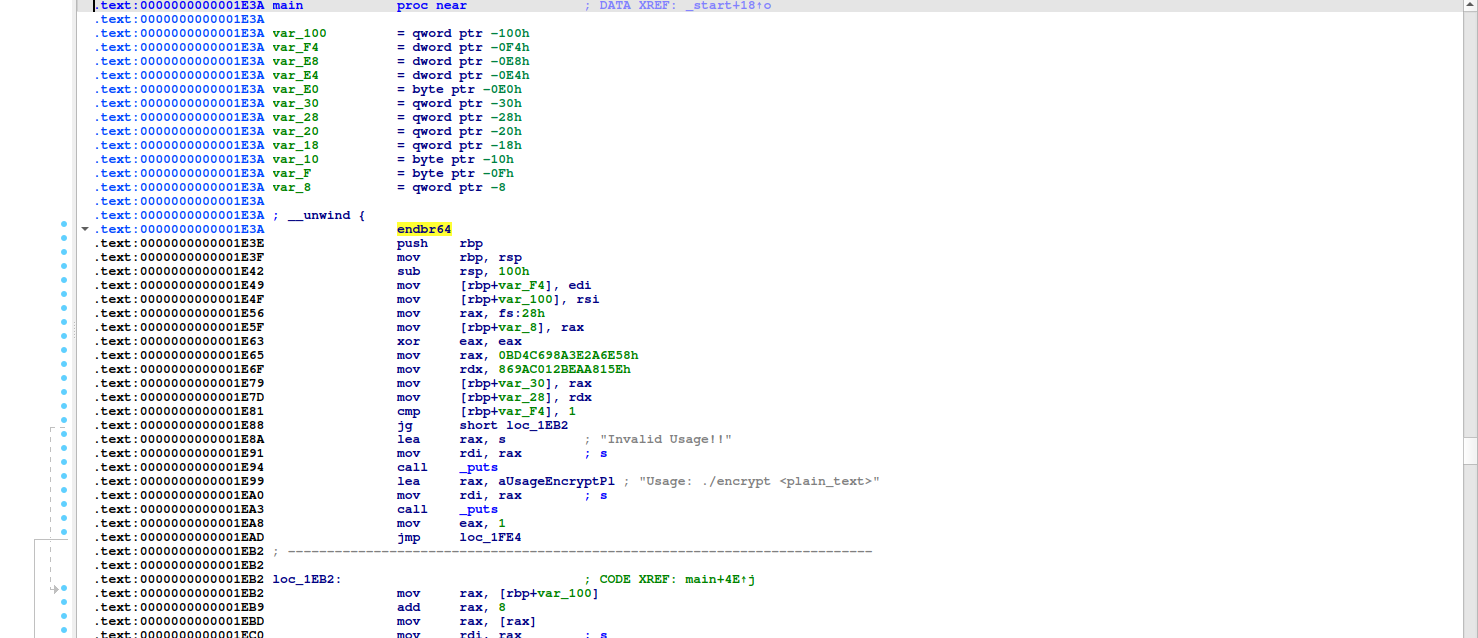 .text:0000000000001E3A main proc near ; DATA XREF: _start+18↑o
.text:0000000000001E3A
.text:0000000000001E3A var_100 = qword ptr -100h
.text:0000000000001E3A var_F4 = dword ptr -0F4h
.text:0000000000001E3A var_E8 = dword ptr -0E8h
.text:0000000000001E3A var_E4 = dword ptr -0E4h
.text:0000000000001E3A var_E0 = byte ptr -0E0h
.text:0000000000001E3A var_30 = qword ptr -30h
.text:0000000000001E3A var_28 = qword ptr -28h
.text:0000000000001E3A var_20 = qword ptr -20h
.text:0000000000001E3A var_18 = qword ptr -18h
.text:0000000000001E3A var_10 = byte ptr -10h
.text:0000000000001E3A var_F = byte ptr -0Fh
.text:0000000000001E3A var_8 = qword ptr -8
.text:0000000000001E3A
.text:0000000000001E3A ; __unwind {
.text:0000000000001E3A endbr64
.text:0000000000001E3E push rbp
.text:0000000000001E3F mov rbp, rsp
.text:0000000000001E42 sub rsp, 100h
.text:0000000000001E49 mov [rbp+var_F4], edi
.text:0000000000001E4F mov [rbp+var_100], rsi
.text:0000000000001E56 mov rax, fs:28h
.text:0000000000001E5F mov [rbp+var_8], rax
.text:0000000000001E63 xor eax, eax
.text:0000000000001E65 mov rax, 0BD4C698A3E2A6E58h
.text:0000000000001E6F mov rdx, 869AC012BEAA815Eh
.text:0000000000001E79 mov [rbp+var_30], rax
.text:0000000000001E7D mov [rbp+var_28], rdx
.text:0000000000001E81 cmp [rbp+var_F4], 1
.text:0000000000001E88 jg short loc_1EB2
.text:0000000000001E8A lea rax, s ; "Invalid Usage!!"
.text:0000000000001E91 mov rdi, rax ; s
.text:0000000000001E94 call _puts
.text:0000000000001E99 lea rax, aUsageEncryptPl ; "Usage: ./encrypt <plain_text>"
.text:0000000000001EA0 mov rdi, rax ; s
.text:0000000000001EA3 call _puts
.text:0000000000001EA8 mov eax, 1
.text:0000000000001EAD jmp loc_1FE4
.text:0000000000001EB2 ; ---------------------------------------------------------------------------
.text:0000000000001EB2
.text:0000000000001EB2 loc_1EB2: ; CODE XREF: main+4E↑j
.text:0000000000001EB2 mov rax, [rbp+var_100]
.text:0000000000001EB9 add rax, 8
.text:0000000000001EBD mov rax, [rax]
.text:0000000000001EC0 mov rdi, rax ; s